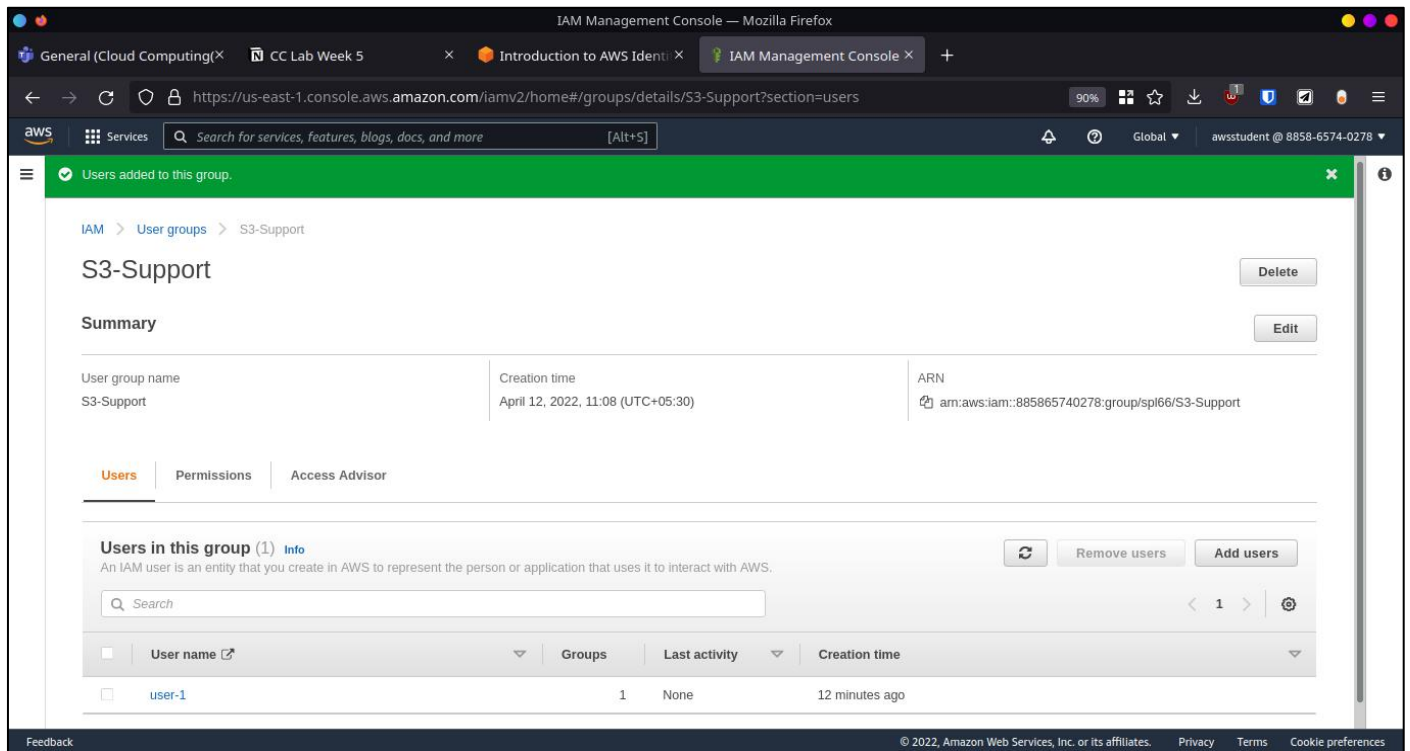 IAM Management Console — Mozilla Firefox
General (Cloud Computing( CC Lab Week 5 Introduction to AWS Identi IAM Management Console
https://us-east-1.console.aws.amazon.com/iamv2/home#/groups/details/S3-Support?section=users 90% 1
aws Services Search for services, features, blogs, docs, and more [Alt+S] Global awsstudent @ 8858-6574-0278
Users added to this group.
IAM > User groups > S3-Support
S3-Support Delete
Summary Edit
User group name Creation time ARN
S3-Support April 12, 2022, 11:08 (UTC+05:30) arn:aws:iam::885865740278:group/spl66/S3-Support
Users Permissions Access Advisor
Users in this group (1) Info Remove users Add users
An IAM user is an entity that you create in AWS to represent the person or application that uses it to interact with AWS.
Search < 1 >
User name Groups Last activity Creation time
user-1 1 None 12 minutes ago
Feedback © 2022, Amazon Web Services, Inc. or its affiliates. Privacy Terms Cookie preferences